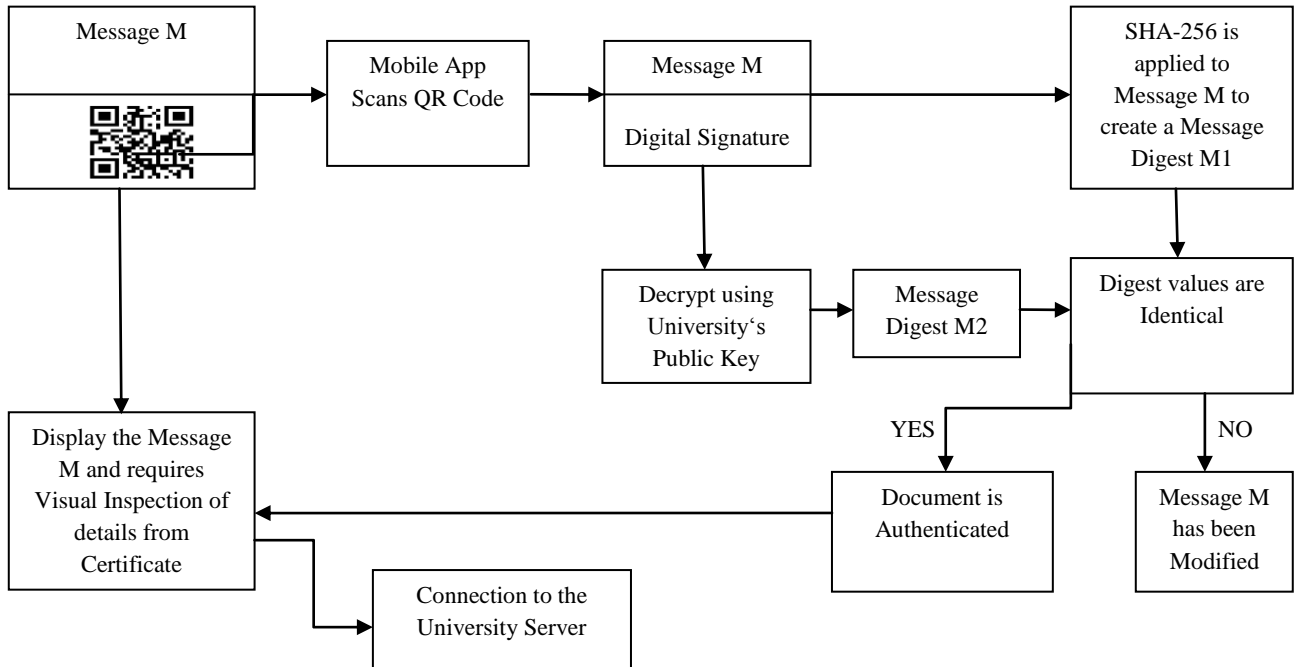 Message M
Mobile App
Scans QR Code
Message M
Digital Signature
SHA-256 is
applied to
Message M to
create a Message
Digest M1
Decrypt using
University‘s
Public Key
Message
Digest M2
Digest values are
Identical
YES
NO
Display the Message
M and requires
Visual Inspection of
details from
Certificate
Document is
Authenticated
Message M
has been
Modified
Connection to the
University Server